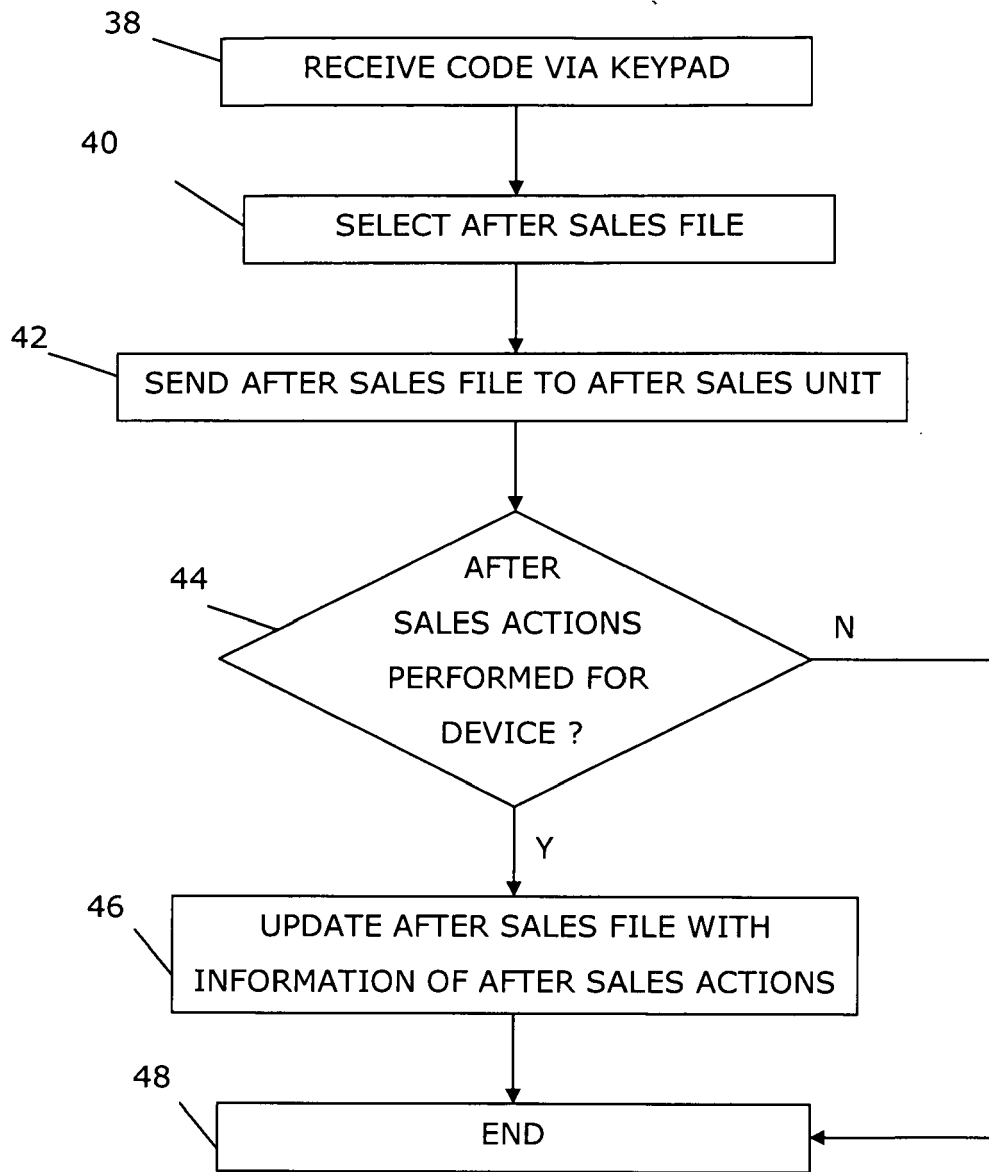 38
RECEIVE CODE VIA KEYPAD
40
SELECT AFTER SALES FILE
42
SEND AFTER SALES FILE TO AFTER SALES UNIT
44
AFTER
SALES ACTIONS
PERFORMED FOR
DEVICE ?
N
Y
46
UPDATE AFTER SALES FILE WITH
INFORMATION OF AFTER SALES ACTIONS
48
END